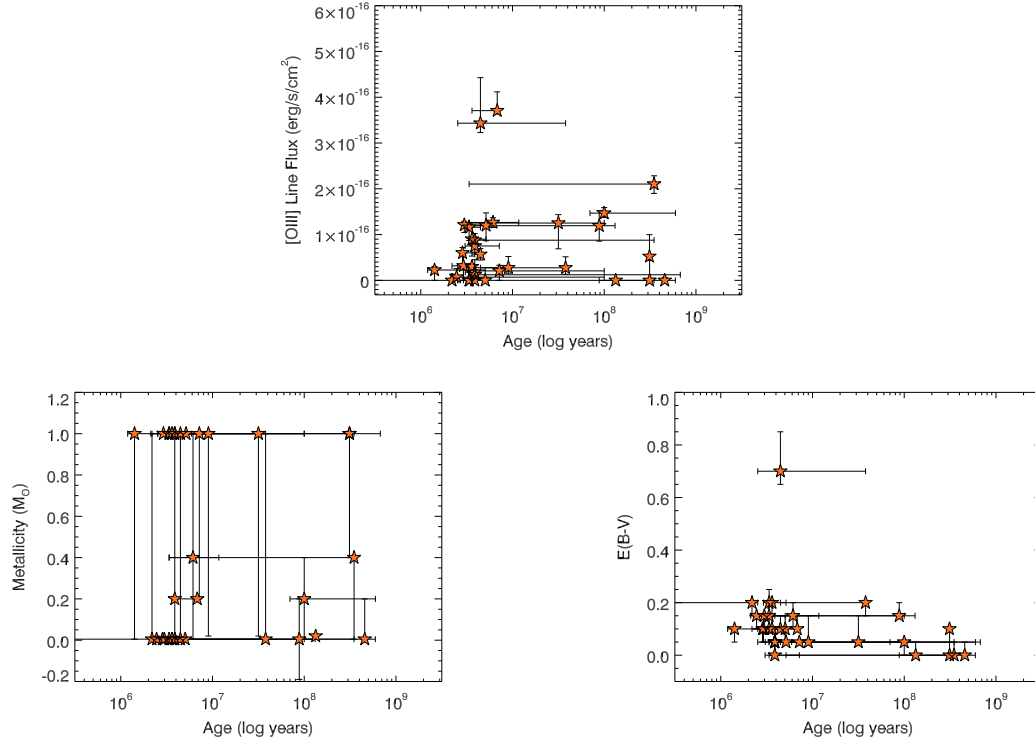 6×10⁻¹⁶
5×10⁻¹⁶
4×10⁻¹⁶
3×10⁻¹⁶
2×10⁻¹⁶
1×10⁻¹⁶
0
[OIII] Line Flux (erg/s/cm²)
10⁶ 10⁷ 10⁸ 10⁹
Age (log years)
1.2
1.0
0.8
0.6
0.4
0.2
0.0
-0.2
Metallicity (M⊙)
10⁶ 10⁷ 10⁸ 10⁹
Age (log years)
1.0
0.8
0.6
0.4
0.2
0.0
E(B-V)
10⁶ 10⁷ 10⁸ 10⁹
Age (log years)